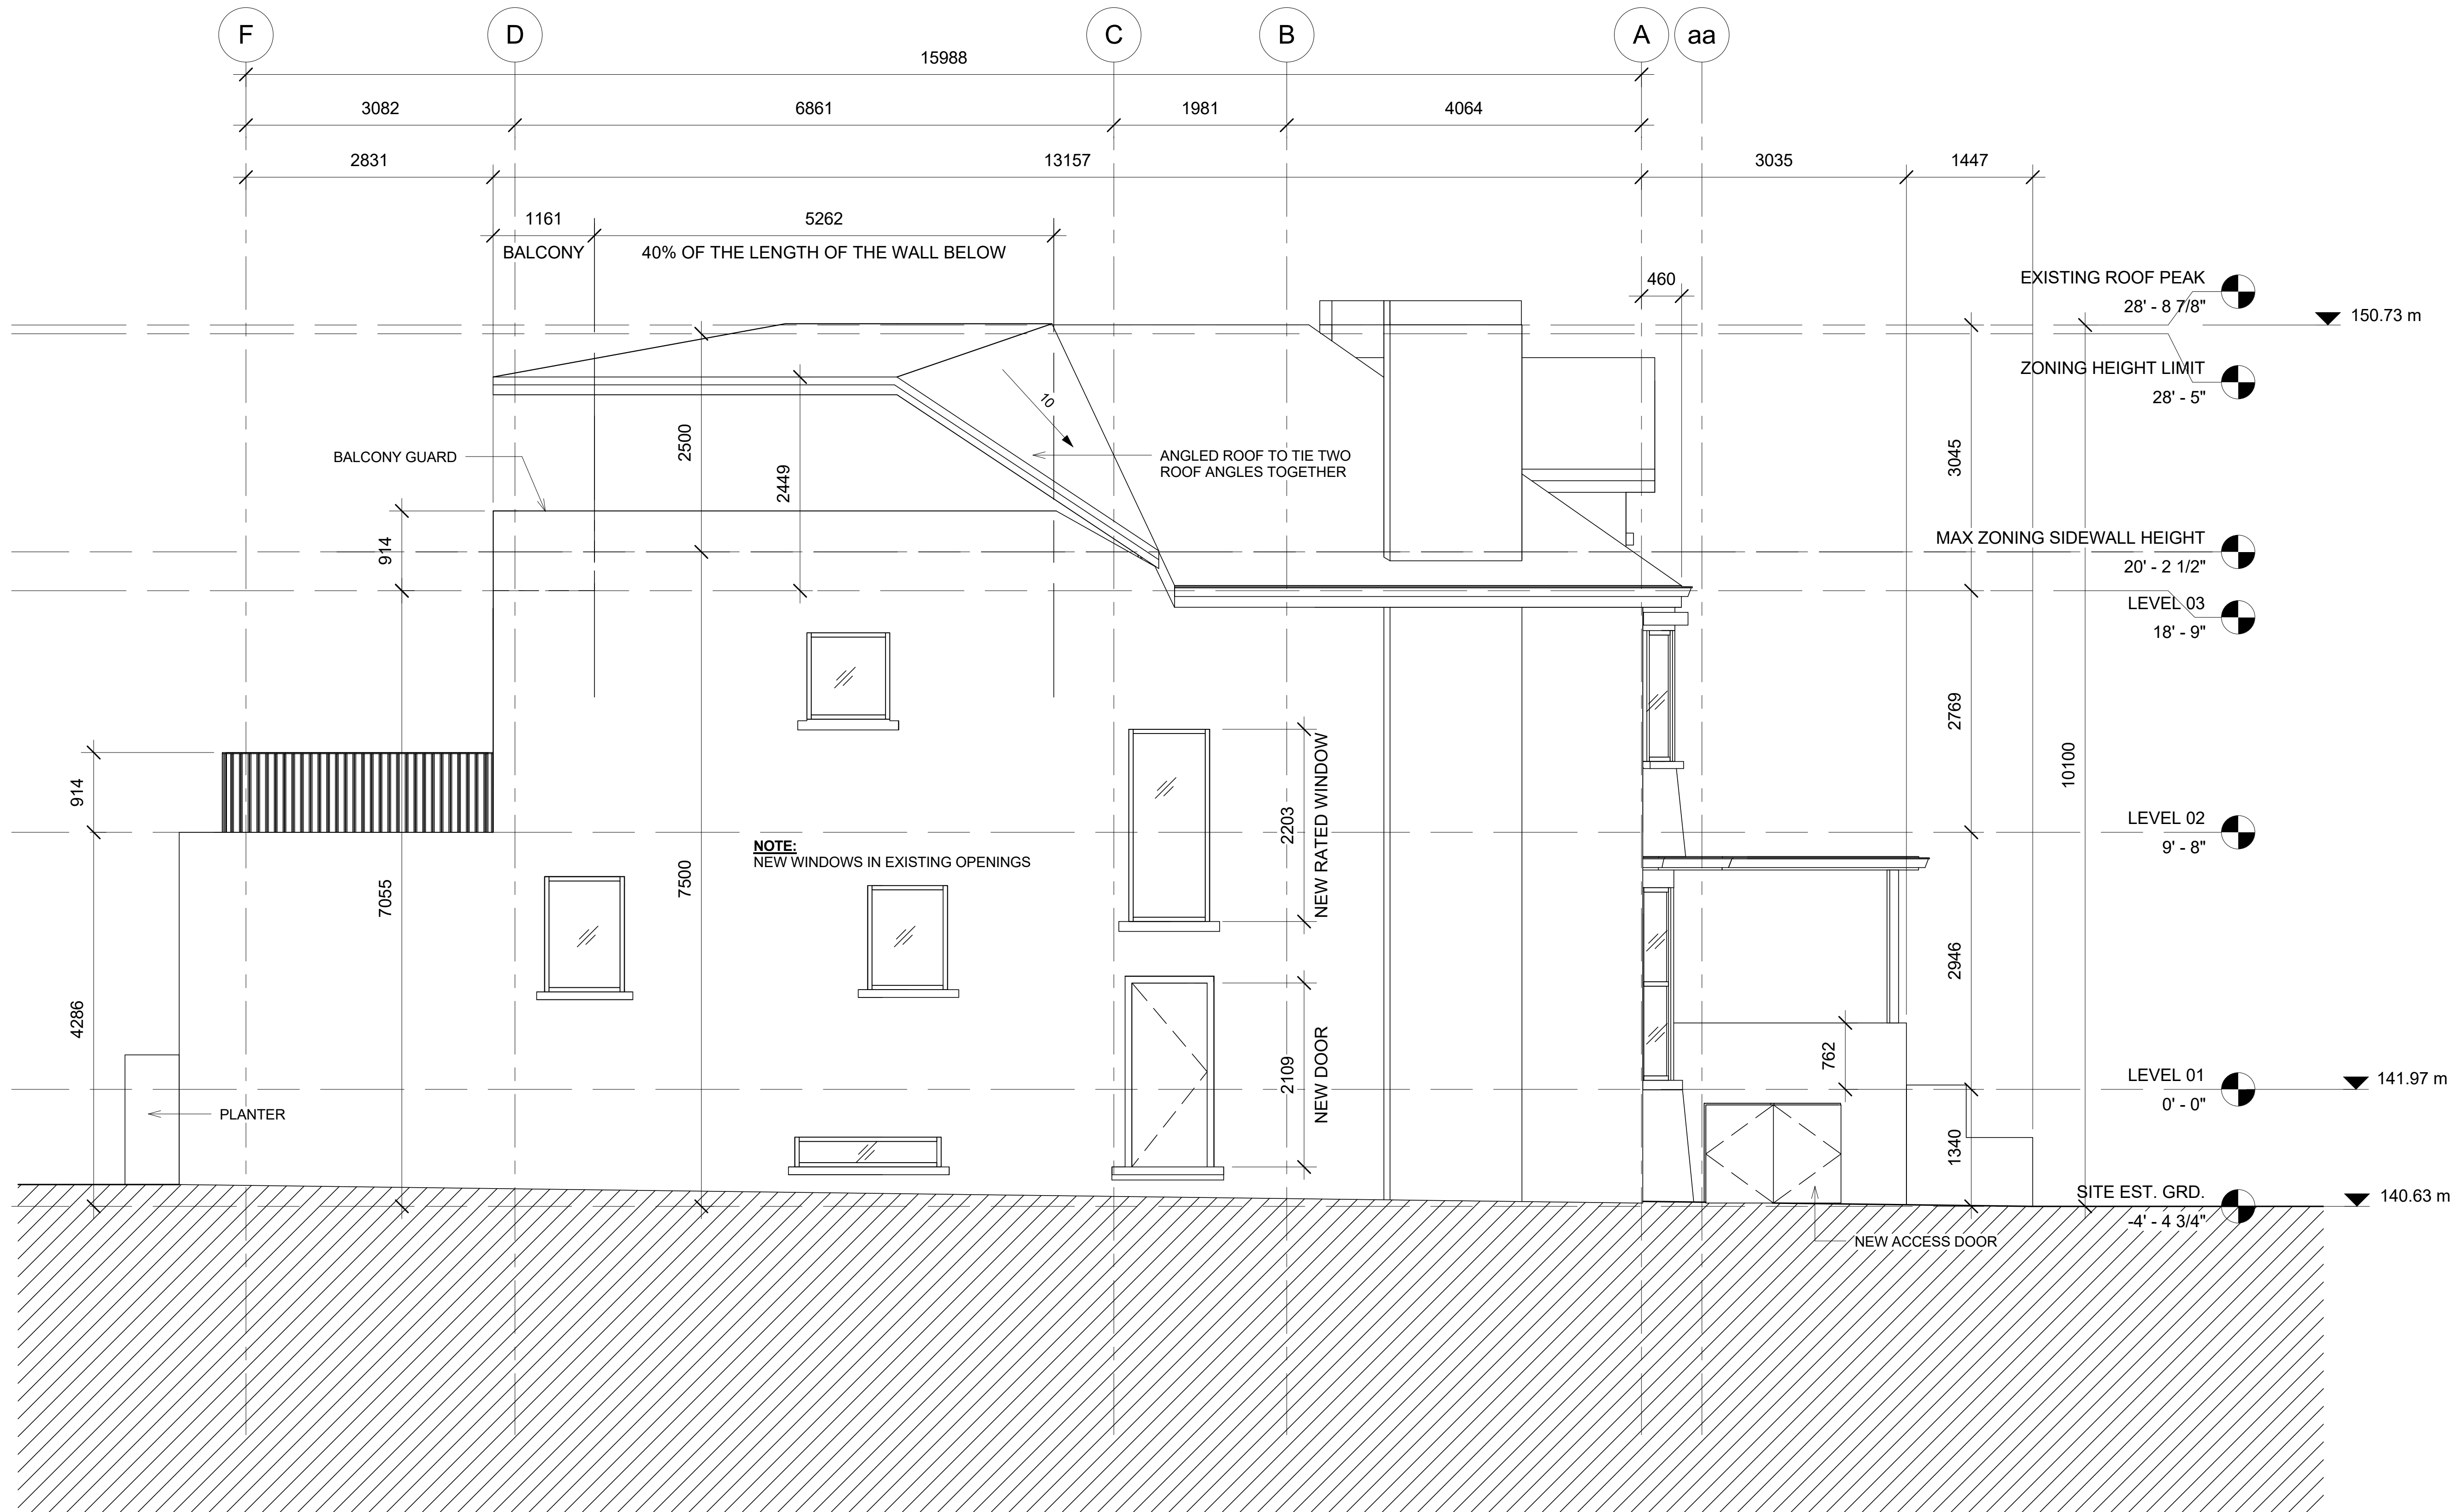 F
D
C
B
A
aa
15988
3082
6861
1981
4064
2831
13157
3035
1447
1161
5262
BALCONY
40% OF THE LENGTH OF THE WALL BELOW
460
EXISTING ROOF PEAK
28' - 8 7/8"
150.73 m
ZONING HEIGHT LIMIT
28' - 5"
10
2500
2449
3045
BALCONY GUARD
ANGLED ROOF TO TIE TWO
ROOF ANGLES TOGETHER
914
MAX ZONING SIDEWALL HEIGHT
20' - 2 1/2"
LEVEL 03
18' - 9"
2769
10100
914
2203
NEW RATED WINDOW
LEVEL 02
9' - 8"
NOTE:
NEW WINDOWS IN EXISTING OPENINGS
7055
7500
2946
4286
762
2109
NEW DOOR
LEVEL 01
0' - 0"
141.97 m
PLANTER
1340
SITE EST. GRD.
-4' - 4 3/4"
140.63 m
NEW ACCESS DOOR